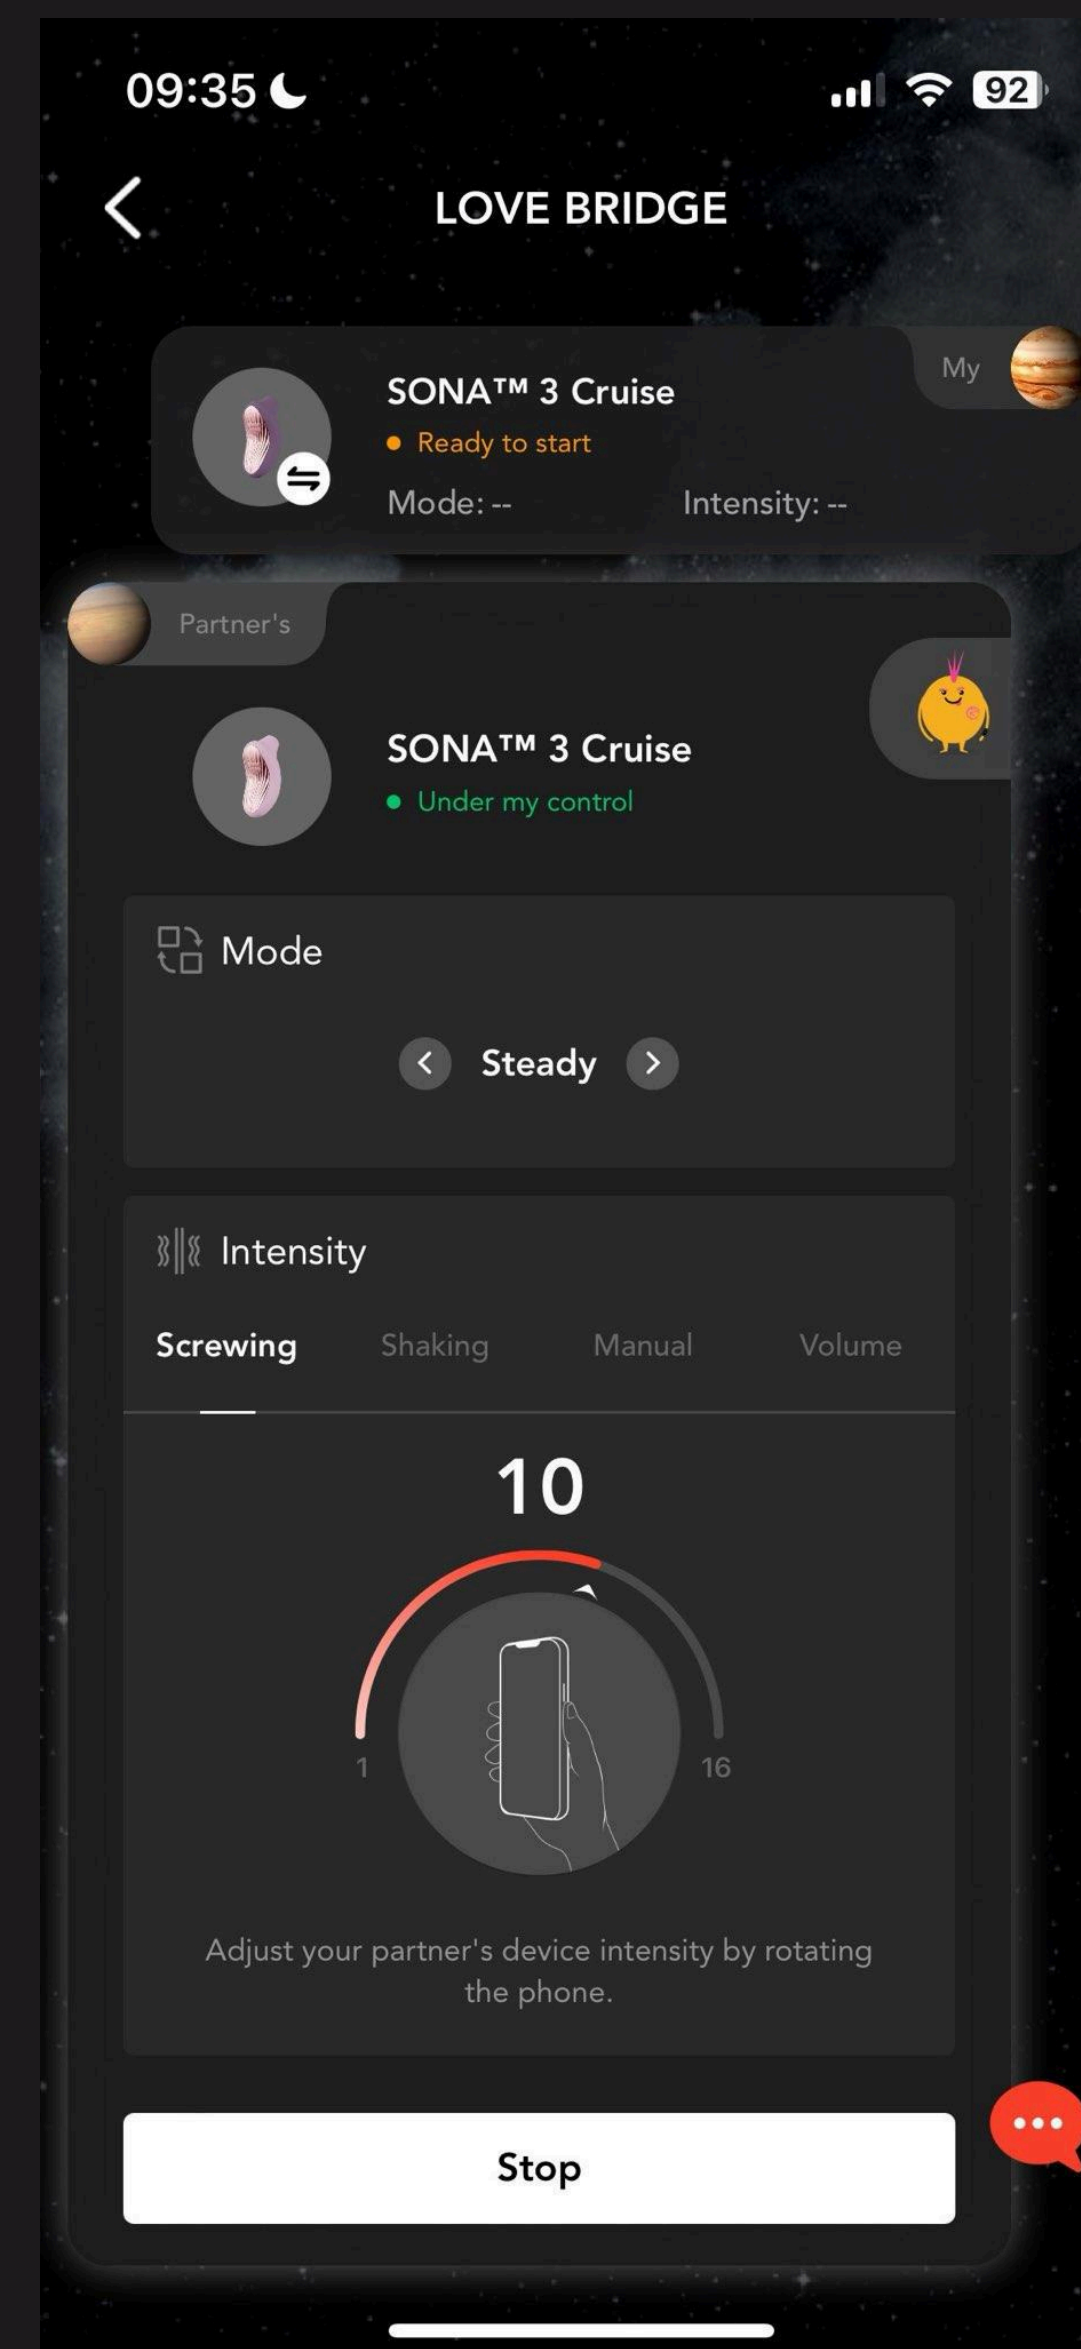 09:35
92
LOVE BRIDGE
My
SONA™ 3 Cruise
Ready to start
Mode: --
Intensity: --
Partner's
SONA™ 3 Cruise
Under my control
Mode
Steady
Intensity
Screwing
Shaking
Manual
Volume
10
1
16
Adjust your partner's device intensity by rotating
the phone.
Stop